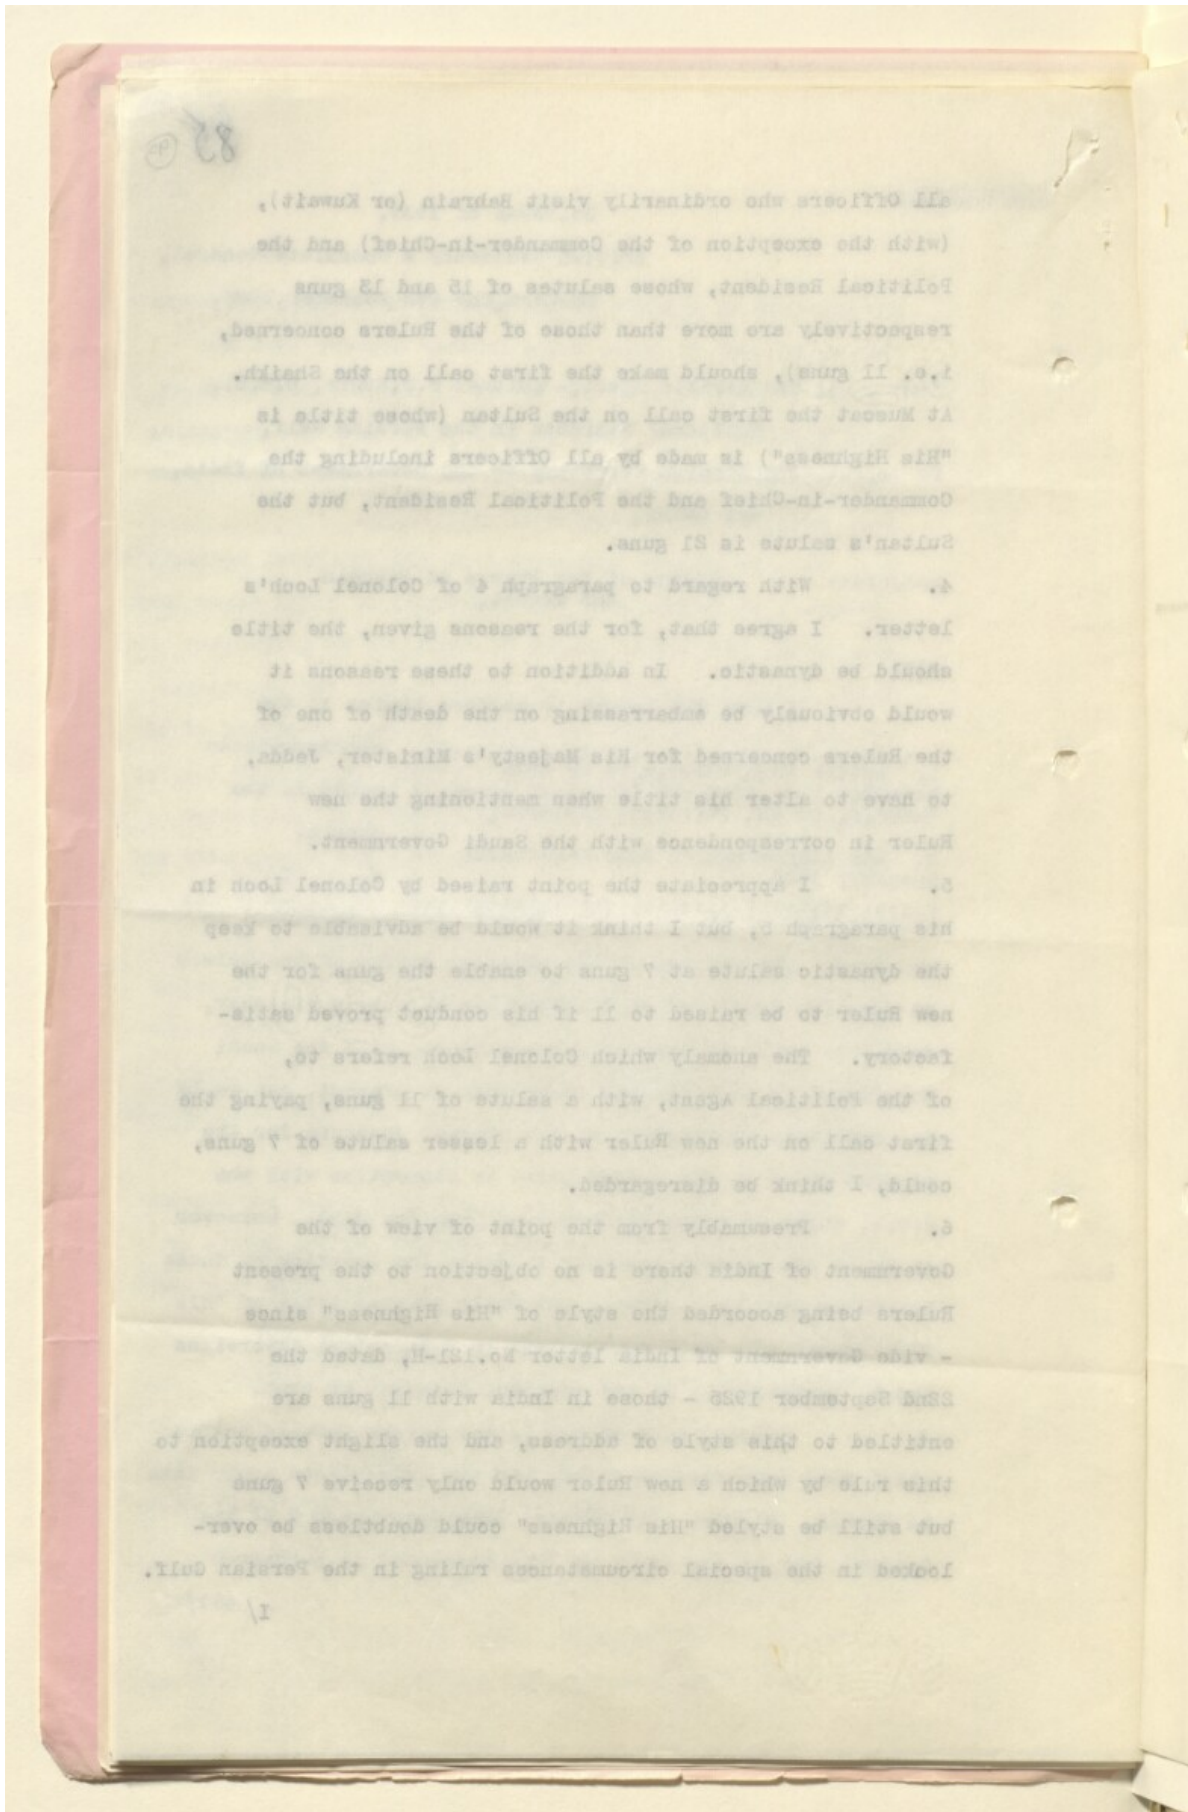 85
all Officers who ordinarily visit Bahrain (or Kuwait),
(with the exception of the Commander-in-Chief) and the
Political Resident, whose salutes of 15 and 13 guns
respectively are more than those of the Rulers concerned,
i.e. 11 guns), should make the first call on the Shaikh.
At Muscat the first call on the Sultan (whose title is
"His Highness") is made by all Officers including the
Commander-in-Chief and the Political Resident, but the
Sultan's salute is 21 guns.
4. With regard to paragraph 4 of Colonel Loch's
letter. I agree that, for the reasons given, the title
should be dynastic. In addition to these reasons it
would obviously be embarrassing on the death of one of
the Rulers concerned for His Majesty's Minister, Jedda,
to have to alter his title when mentioning the new
Ruler in correspondence with the Saudi Government.
5. I appreciate the point raised by Colonel Loch in
his paragraph 5, but I think it would be advisable to keep
the dynastic salute at 7 guns to enable the guns for the
new Ruler to be raised to 11 if his conduct proved satis-
factory. The anomaly which Colonel Loch refers to,
of the Political Agent, with a salute of 11 guns, paying the
first call on the new Ruler with a lesser salute of 7 guns,
could, I think be disregarded.
6. Presumably from the point of view of the
Government of India there is no objection to the present
Rulers being accorded the style of "His Highness" since
- vide Government of India letter No.121-H, dated the
22nd September 1925 - those in India with 11 guns are
entitled to this style of address, and the slight exception to
this rule by which a new Ruler would only receive 7 guns
but still be styled "His Highness" could doubtless be over-
looked in the special circumstances ruling in the Persian Gulf.
I/